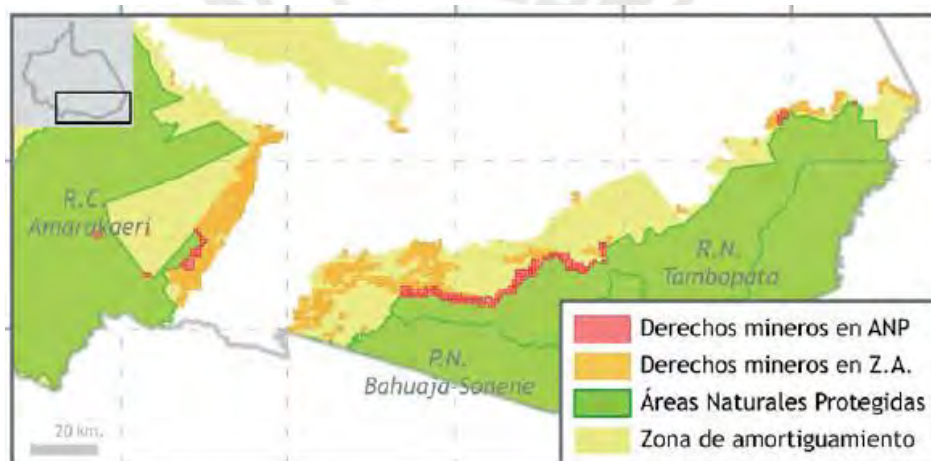 R.C.
Amarakaeri
R.N.
Tambopata
P.N.
Bahuaja-Sonene
20 km.
Derechos mineros en ANP
Derechos mineros en Z.A.
Áreas Naturales Protegidas
Zona de amortiguamiento